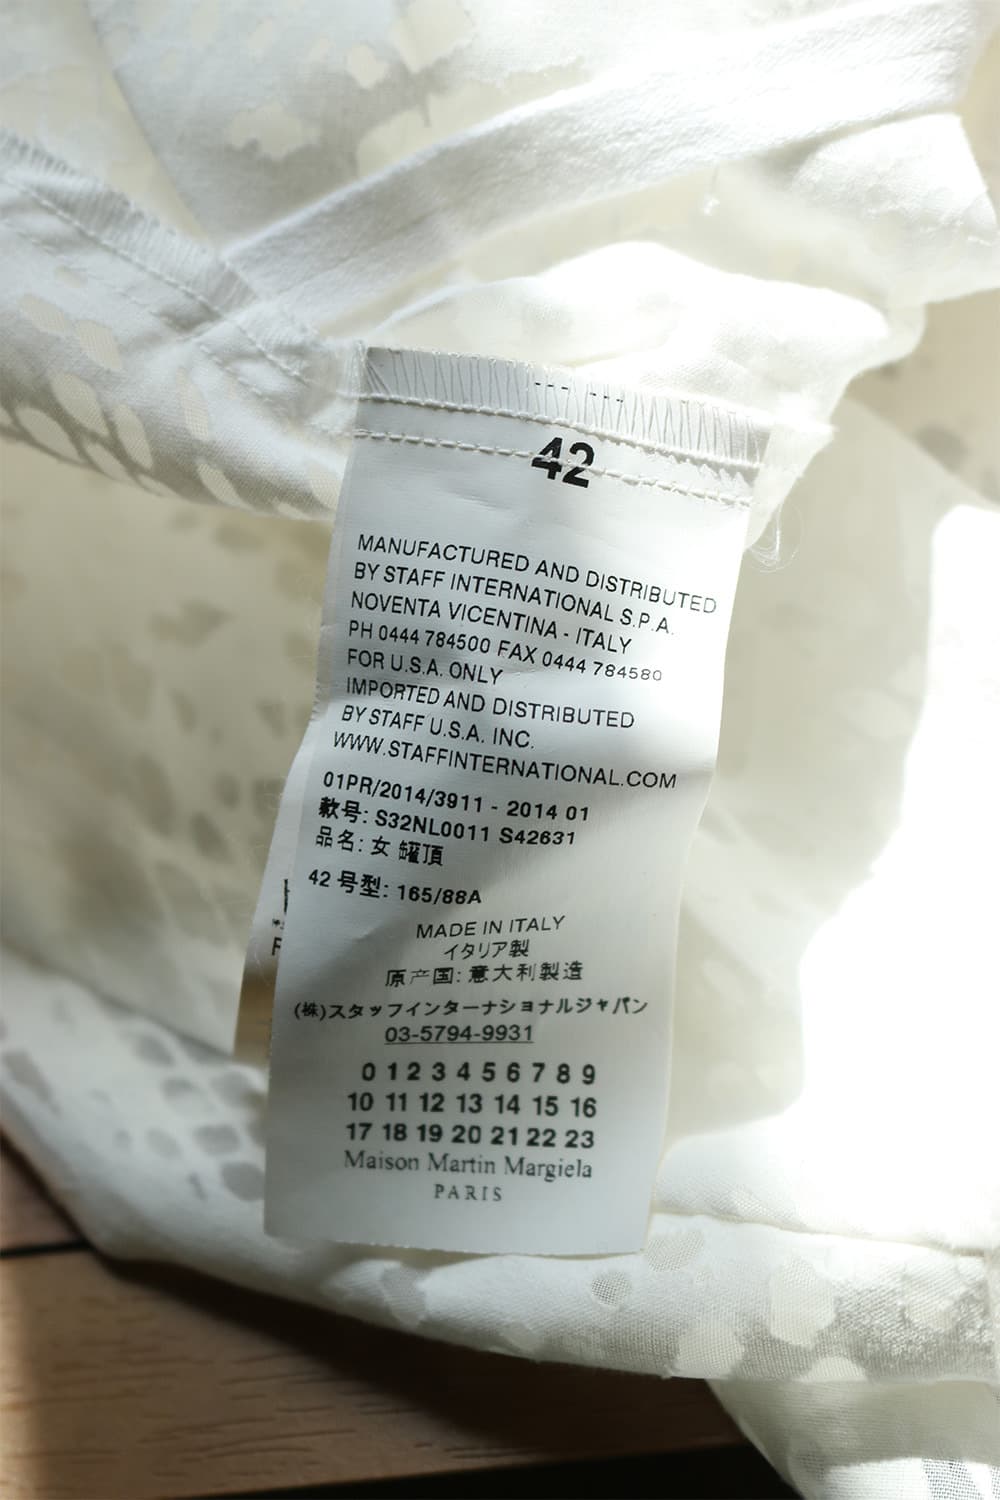 42
MANUFACTURED AND DISTRIBUTED
BY STAFF INTERNATIONAL S.P.A.
NOVENTA VICENTINA - ITALY
PH 0444 784500 FAX 0444 784580
FOR U.S.A. ONLY
IMPORTED AND DISTRIBUTED
BY STAFF U.S.A. INC.
WWW.STAFFINTERNATIONAL.COM
01PR/2014/3911 - 2014 01
款号: S32NL0011 S42631
品名: 女 罐頂
42 号型: 165/88A
MADE IN ITALY
イタリア製
原产国: 意大利製造
(株)スタッフインターナショナルジャパン
03-5794-9931
0 1 2 3 4 5 6 7 8 9
10 11 12 13 14 15 16
17 18 19 20 21 22 23
Maison Martin Margiela
PARIS